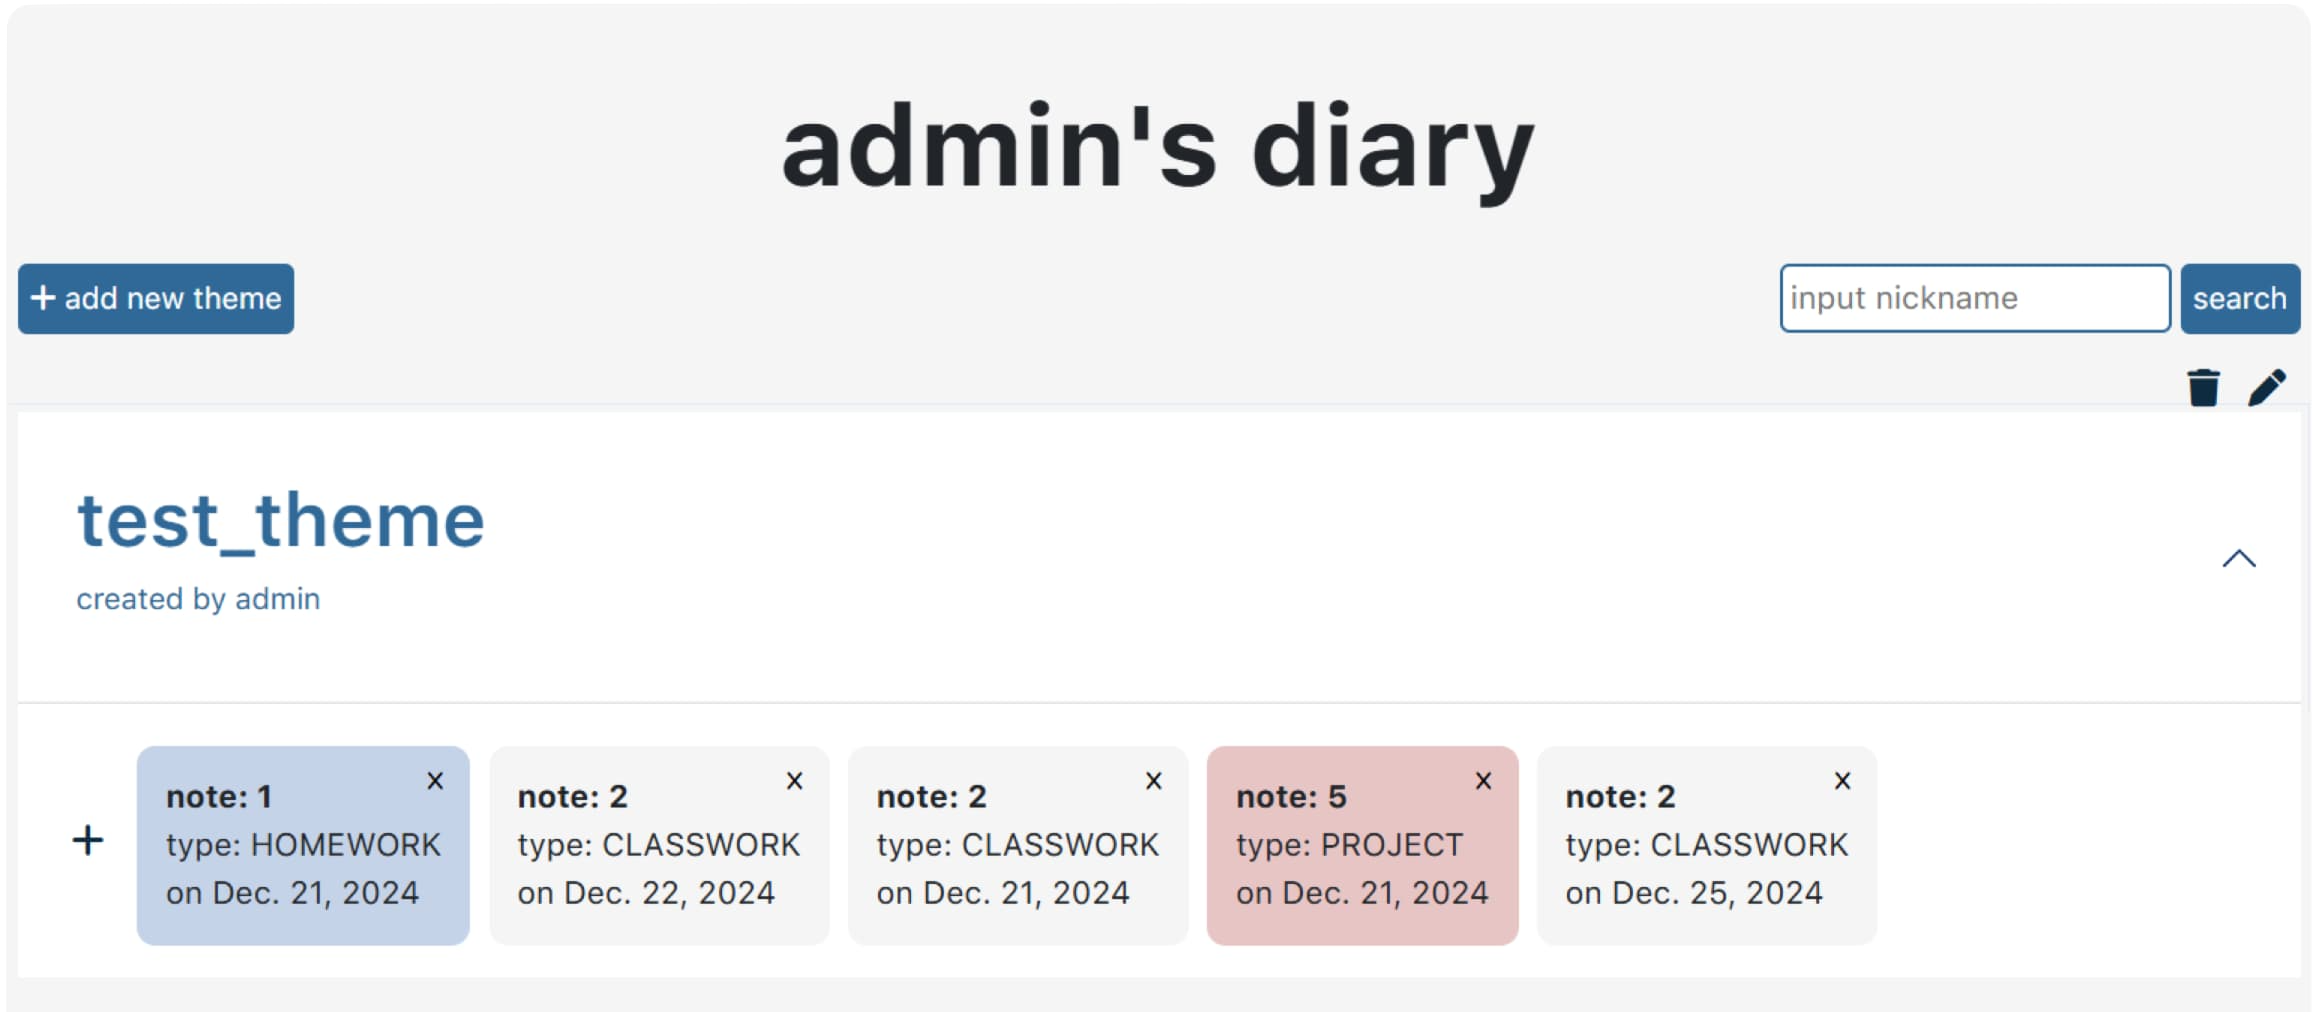 admin's diary
+ add new theme
input nickname
search
test_theme
created by admin
+
note: 1 x
type: HOMEWORK
on Dec. 21, 2024
note: 2 x
type: CLASSWORK
on Dec. 22, 2024
note: 2 x
type: CLASSWORK
on Dec. 21, 2024
note: 5 x
type: PROJECT
on Dec. 21, 2024
note: 2 x
type: CLASSWORK
on Dec. 25, 2024